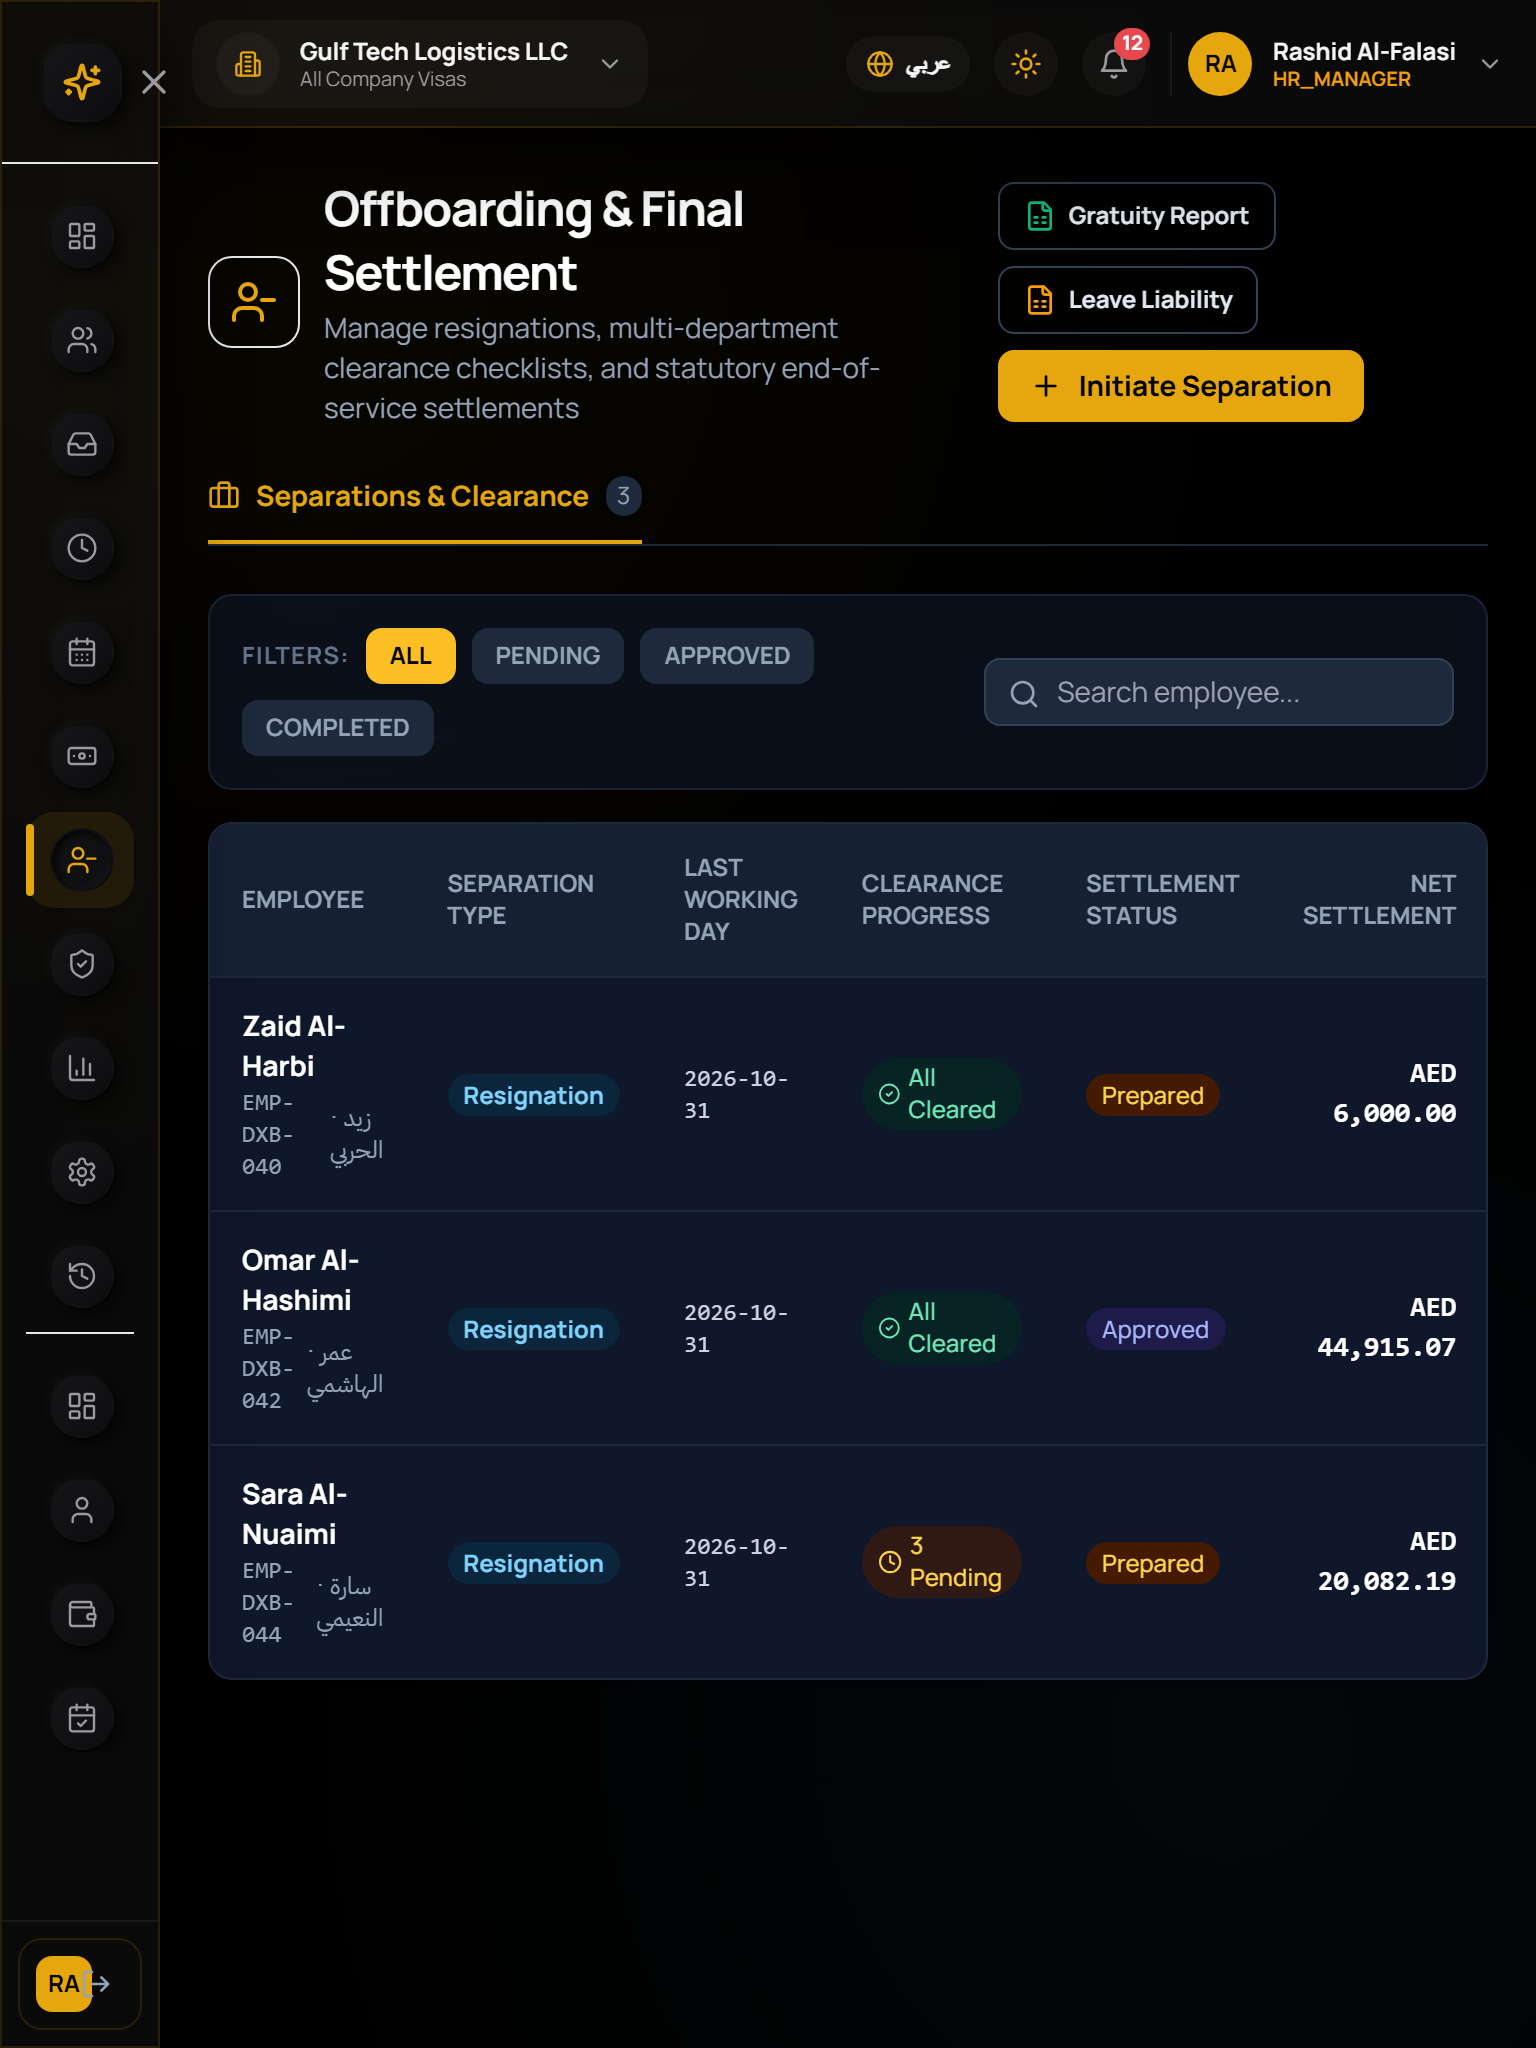 Gulf Tech Logistics LLC
All Company Visas
عربي
12
RA
Rashid Al-Falasi
HR_MANAGER
Offboarding & Final
Settlement
Manage resignations, multi-department
clearance checklists, and statutory end-of-
service settlements
Gratuity Report
Leave Liability
Initiate Separation
Separations & Clearance 3
FILTERS: ALL PENDING APPROVED
COMPLETED
Search employee...
EMPLOYEE
SEPARATION
TYPE
LAST
WORKING
DAY
CLEARANCE
PROGRESS
SETTLEMENT
STATUS
NET
SETTLEMENT
Zaid Al-
Harbi
EMP-
DXB-
040
· زيد
الحربي
Resignation
2026-10-
31
All
Cleared
Prepared
AED
6,000.00
Omar Al-
Hashimi
EMP-
DXB-
042
· عمر
الهاشمي
Resignation
2026-10-
31
All
Cleared
Approved
AED
44,915.07
Sara Al-
Nuaimi
EMP-
DXB-
044
· سارة
النعيمي
Resignation
2026-10-
31
3
Pending
Prepared
AED
20,082.19
RA